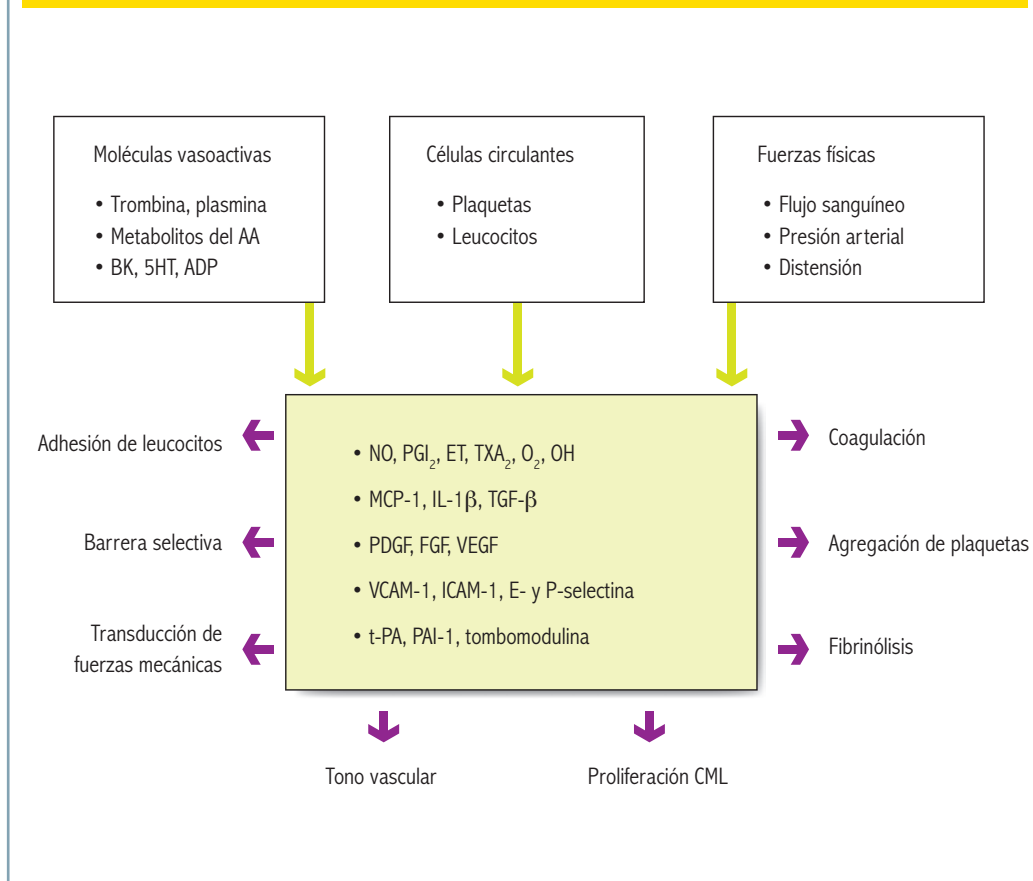 Moléculas vasoactivas
• Trombina, plasmina
• Metabolitos del AA
• BK, 5HT, ADP
Células circulantes
• Plaquetas
• Leucocitos
Fuerzas físicas
• Flujo sanguíneo
• Presión arterial
• Distensión
Adhesión de leucocitos
Barrera selectiva
Transducción de
fuerzas mecánicas
• NO, PGI₂, ET, TXA₂, O₂, OH
• MCP-1, IL-1β, TGF-β
• PDGF, FGF, VEGF
• VCAM-1, ICAM-1, E- y P-selectina
• t-PA, PAI-1, tombomodulina
Coagulación
Agregación de plaquetas
Fibrinólisis
Tono vascular
Proliferación CML